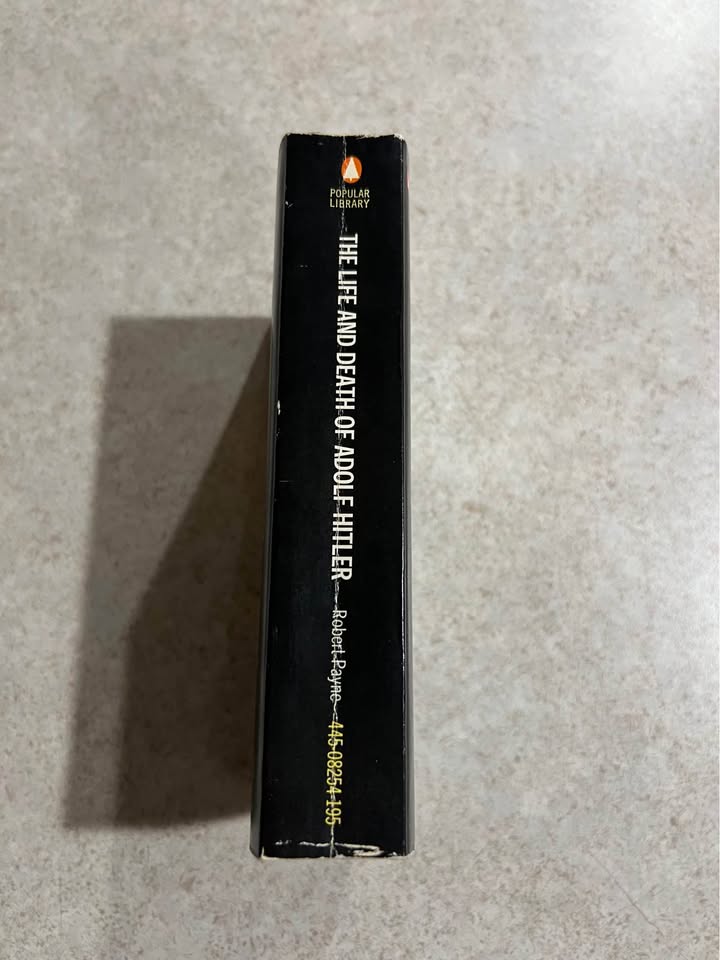 POPULAR
LIBRARY
THE LIFE AND DEATH OF ADOLF HITLER
Robert Payne
445-08254-195